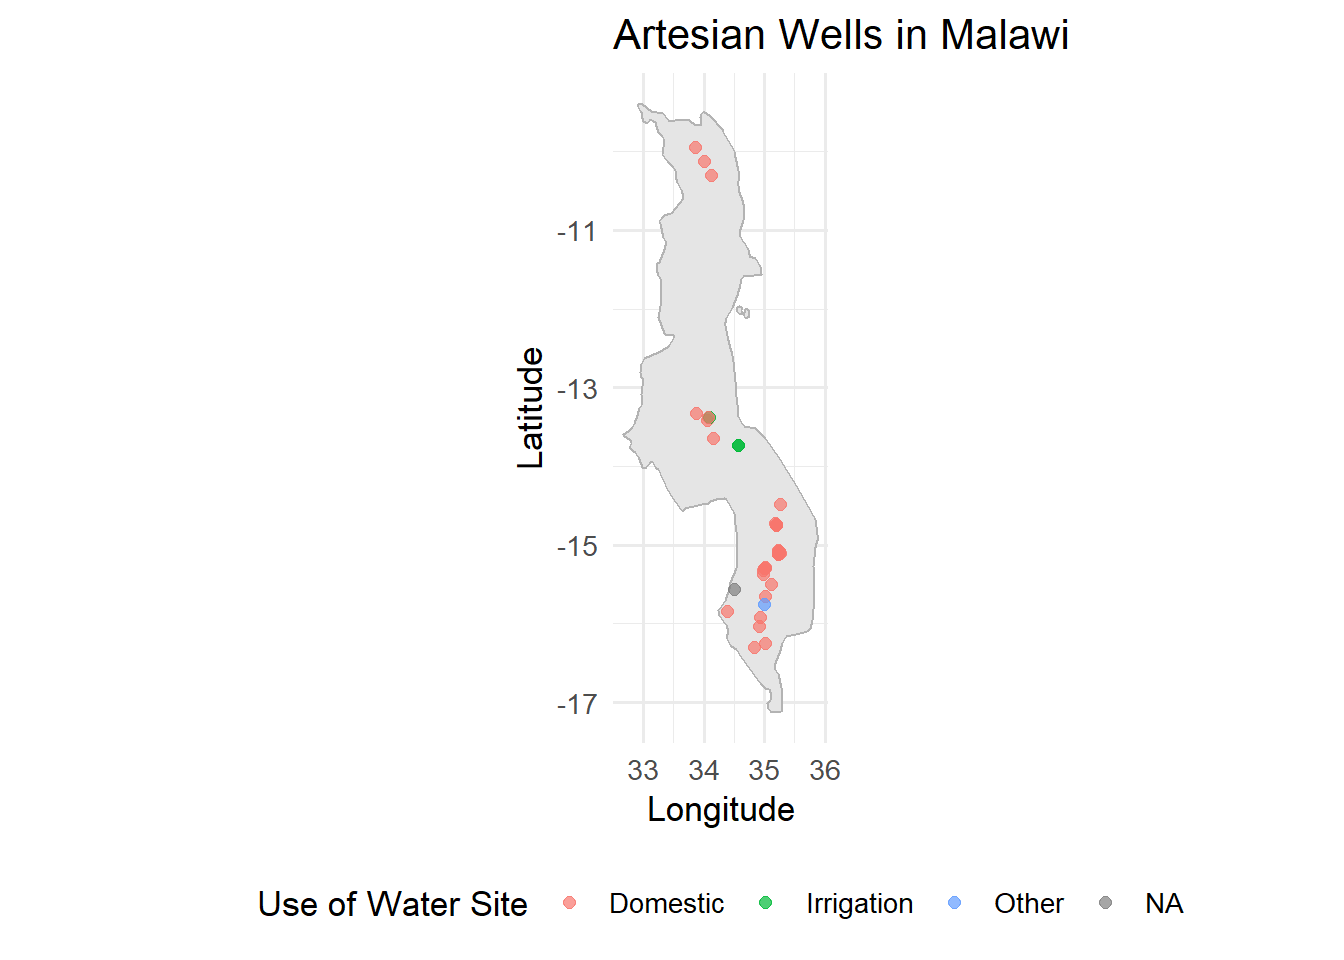 Artesian Wells in Malawi
-11
-13
-15
-17
Latitude
33 34 35 36
Longitude
Use of Water Site Domestic Irrigation Other NA